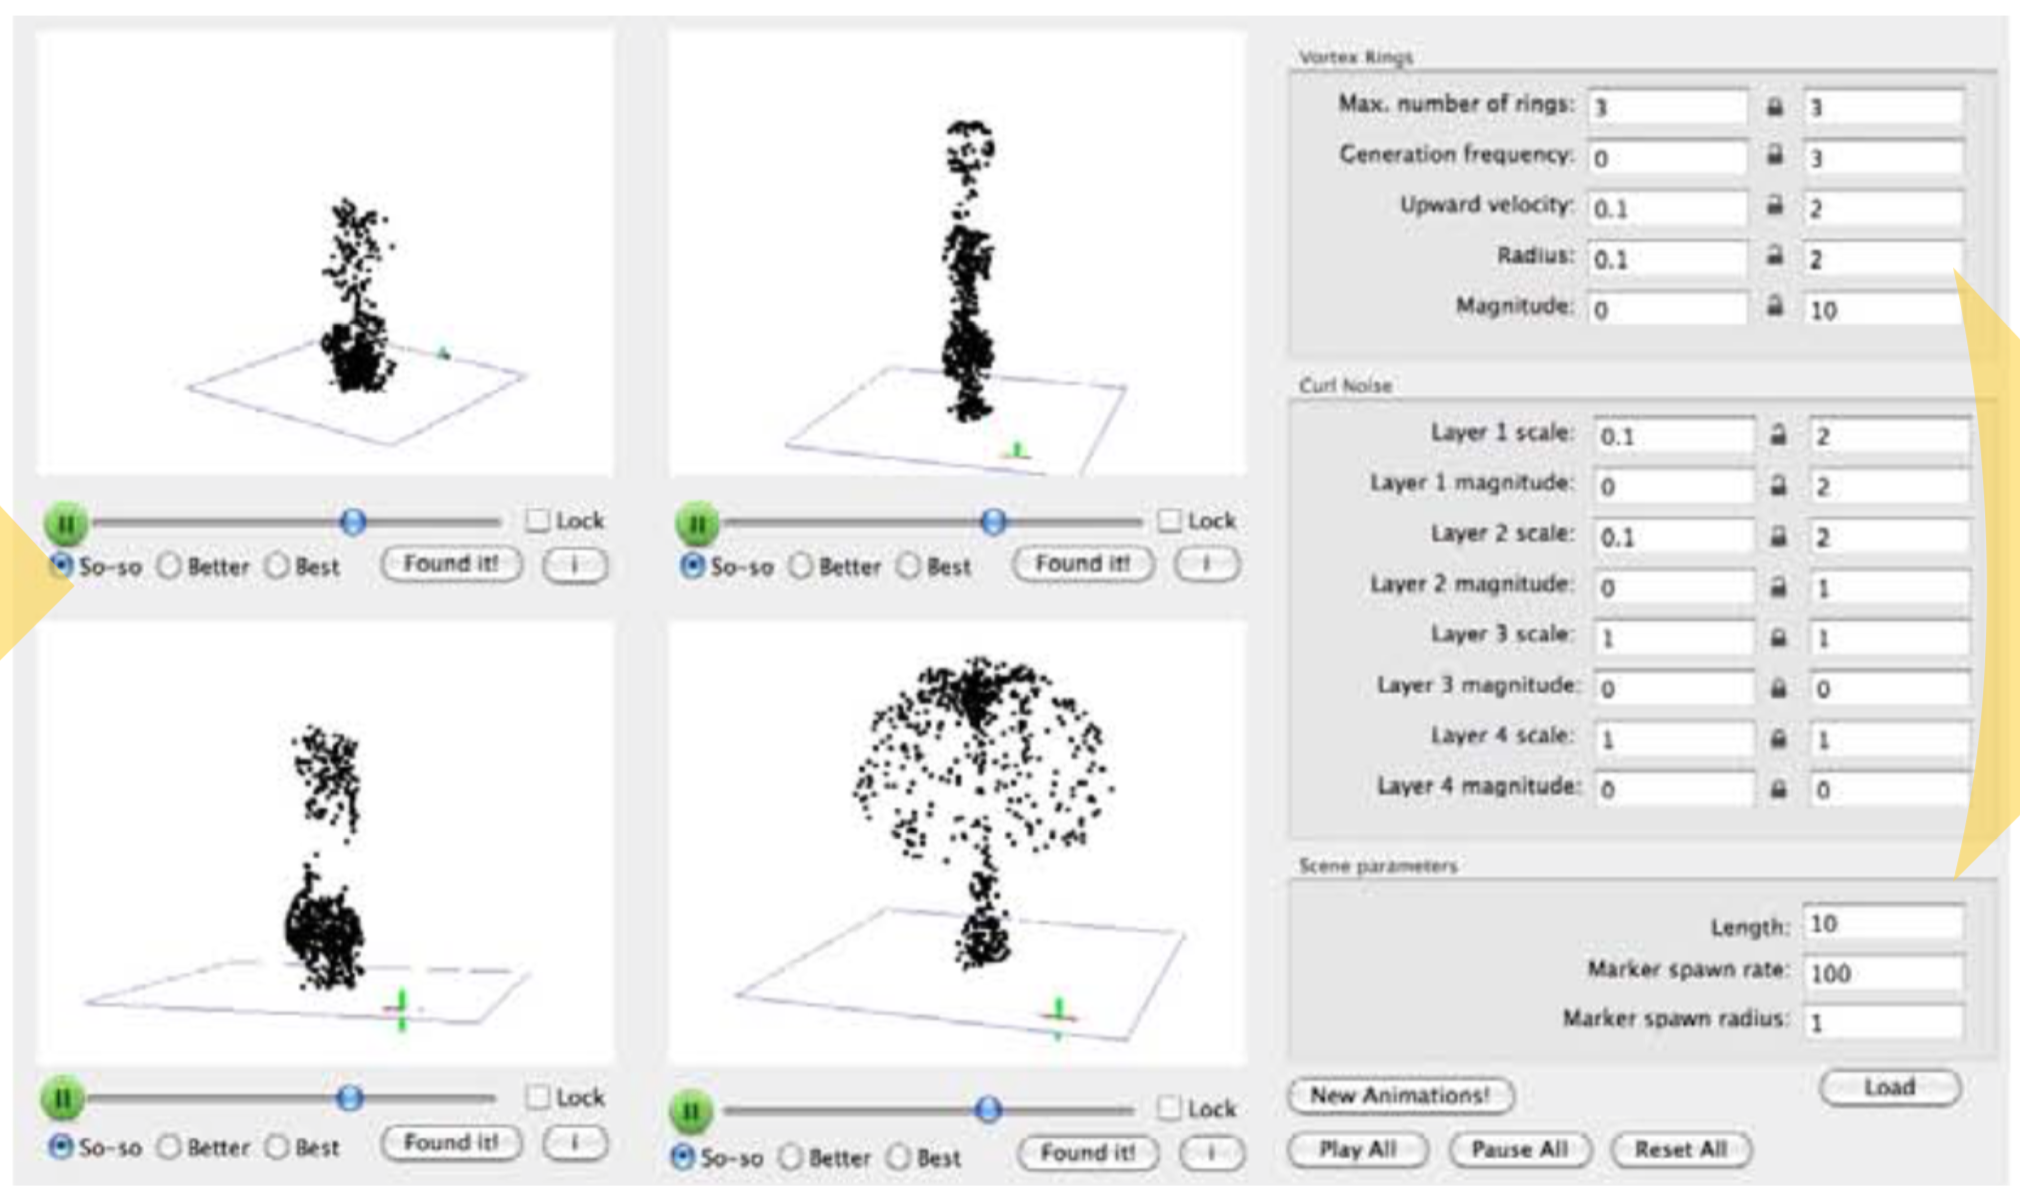 Lock
So-so Better Best Found it! i
Lock
So-so Better Best Found it! i
Lock
So-so Better Best Found it! i
Lock
So-so Better Best Found it! i
Vortex Rings
Max. number of rings: 3 3
Generation frequency: 0 3
Upward velocity: 0.1 2
Radius: 0.1 2
Magnitude: 0 10
Curl Noise
Layer 1 scale: 0.1 2
Layer 1 magnitude: 0 2
Layer 2 scale: 0.1 2
Layer 2 magnitude: 0 1
Layer 3 scale: 1 1
Layer 3 magnitude: 0 0
Layer 4 scale: 1 1
Layer 4 magnitude: 0 0
Scene parameters
Length: 10
Marker spawn rate: 100
Marker spawn radius: 1
New Animations! Load
Play All Pause All Reset All